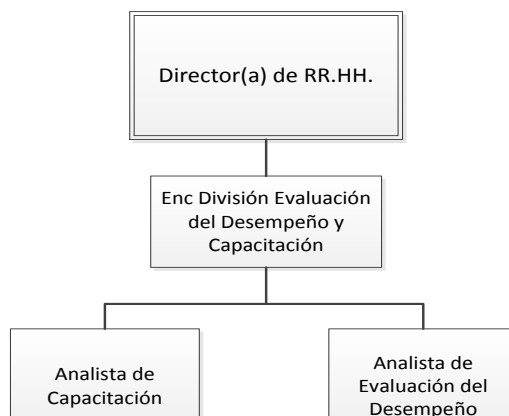 Director(a) de RR.HH.
Enc División Evaluación
del Desempeño y
Capacitación
Analista de
Capacitación
Analista de
Evaluación del
Desempeño